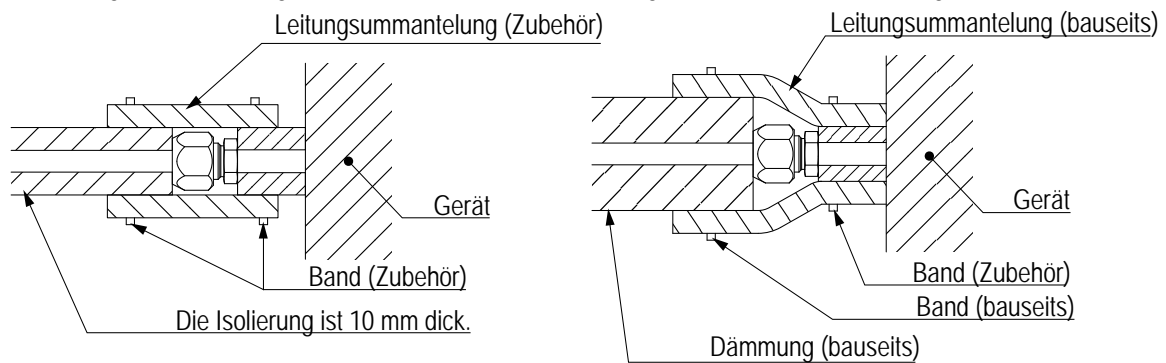 Leitungsummantelung (Zubehör)
Gerät
Band (Zubehör)
Die Isolierung ist 10 mm dick.
Leitungsummantelung (bauseits)
Gerät
Band (Zubehör)
Band (bauseits)
Dämmung (bauseits)